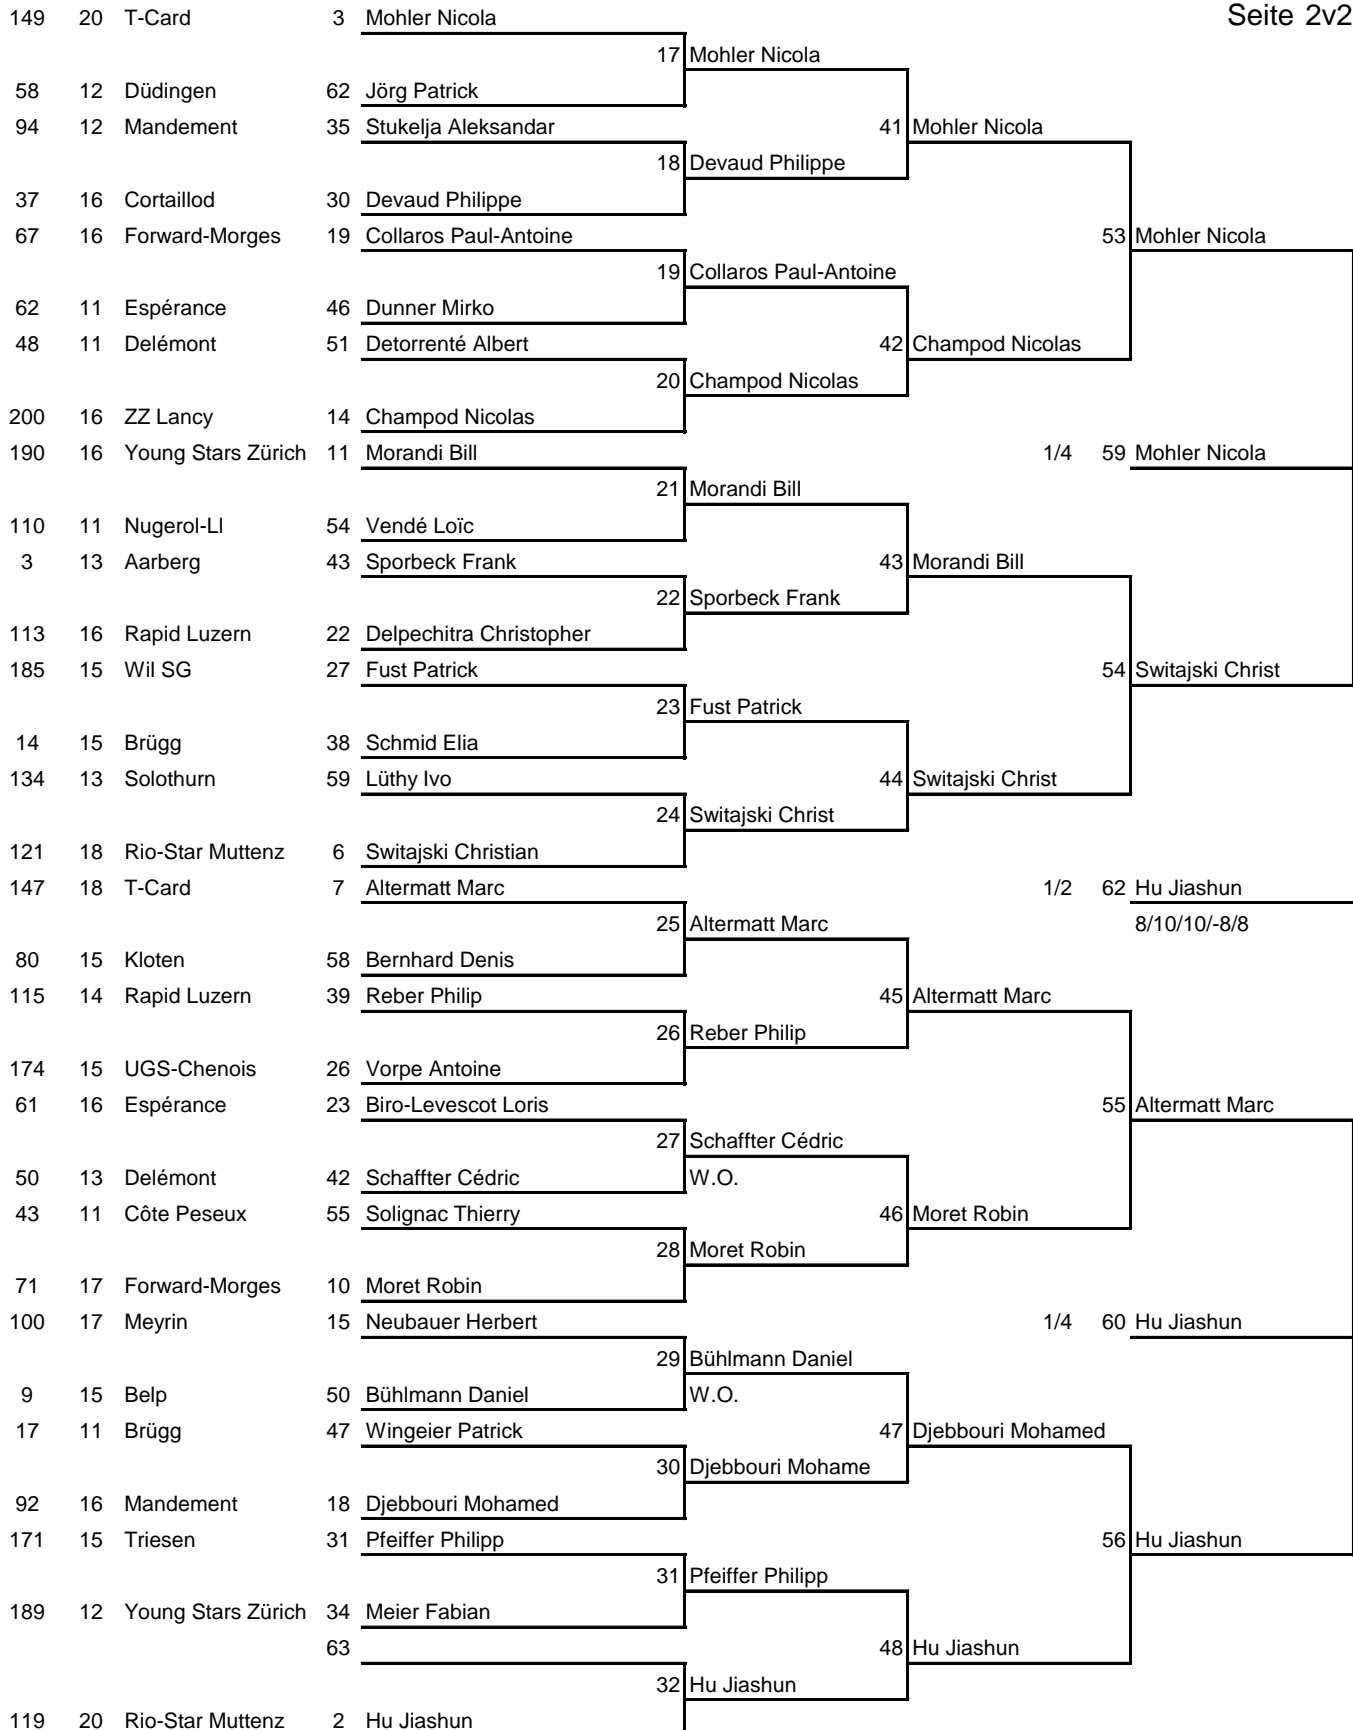 149 20 T-Card 3 Mohler Nicola Seite 2v2
17 Mohler Nicola
58 12 Düdingen 62 Jörg Patrick
94 12 Mandement 35 Stukelja Aleksandar 41 Mohler Nicola
18 Devaud Philippe
37 16 Cortaillod 30 Devaud Philippe
67 16 Forward-Morges 19 Collaros Paul-Antoine 53 Mohler Nicola
19 Collaros Paul-Antoine
62 11 Espérance 46 Dunner Mirko
48 11 Delémont 51 Detorrenté Albert 42 Champod Nicolas
20 Champod Nicolas
200 16 ZZ Lancy 14 Champod Nicolas
190 16 Young Stars Zürich 11 Morandi Bill 1/4 59 Mohler Nicola
21 Morandi Bill
110 11 Nugerol-Ll 54 Vendé Loïc
3 13 Aarberg 43 Sporbeck Frank 43 Morandi Bill
22 Sporbeck Frank
113 16 Rapid Luzern 22 Delpechitra Christopher
185 15 Wil SG 27 Fust Patrick 54 Switajski Christ
23 Fust Patrick
14 15 Brügg 38 Schmid Elia
134 13 Solothurn 59 Lüthy Ivo 44 Switajski Christ
24 Switajski Christ
121 18 Rio-Star Muttenz 6 Switajski Christian
147 18 T-Card 7 Altermatt Marc 1/2 62 Hu Jiashun
25 Altermatt Marc 8/10/10/-8/8
80 15 Kloten 58 Bernhard Denis
115 14 Rapid Luzern 39 Reber Philip 45 Altermatt Marc
26 Reber Philip
174 15 UGS-Chenois 26 Vorpe Antoine
61 16 Espérance 23 Biro-Levescot Loris 55 Altermatt Marc
27 Schaffter Cédric
50 13 Delémont 42 Schaffter Cédric W.O.
43 11 Côte Peseux 55 Solignac Thierry 46 Moret Robin
28 Moret Robin
71 17 Forward-Morges 10 Moret Robin
100 17 Meyrin 15 Neubauer Herbert 1/4 60 Hu Jiashun
29 Bühlmann Daniel
9 15 Belp 50 Bühlmann Daniel W.O.
17 11 Brügg 47 Wingeier Patrick 47 Djebbouri Mohamed
30 Djebbouri Mohame
92 16 Mandement 18 Djebbouri Mohamed
171 15 Triesen 31 Pfeiffer Philipp 56 Hu Jiashun
31 Pfeiffer Philipp
189 12 Young Stars Zürich 34 Meier Fabian
63 48 Hu Jiashun
32 Hu Jiashun
119 20 Rio-Star Muttenz 2 Hu Jiashun